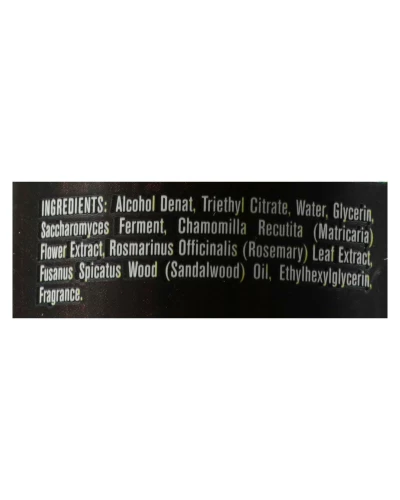 INGREDIENTS: Alcohol Denat, Triethyl Citrate, Water, Glycerin,
Saccharomyces Ferment, Chamomilla Recutita (Matricaria)
Flower Extract, Rosmarinus Officinalis (Rosemary) Leaf Extract,
Fusanus Spicatus Wood (Sandalwood) Oil, Ethylhexylglycerin,
Fragrance.